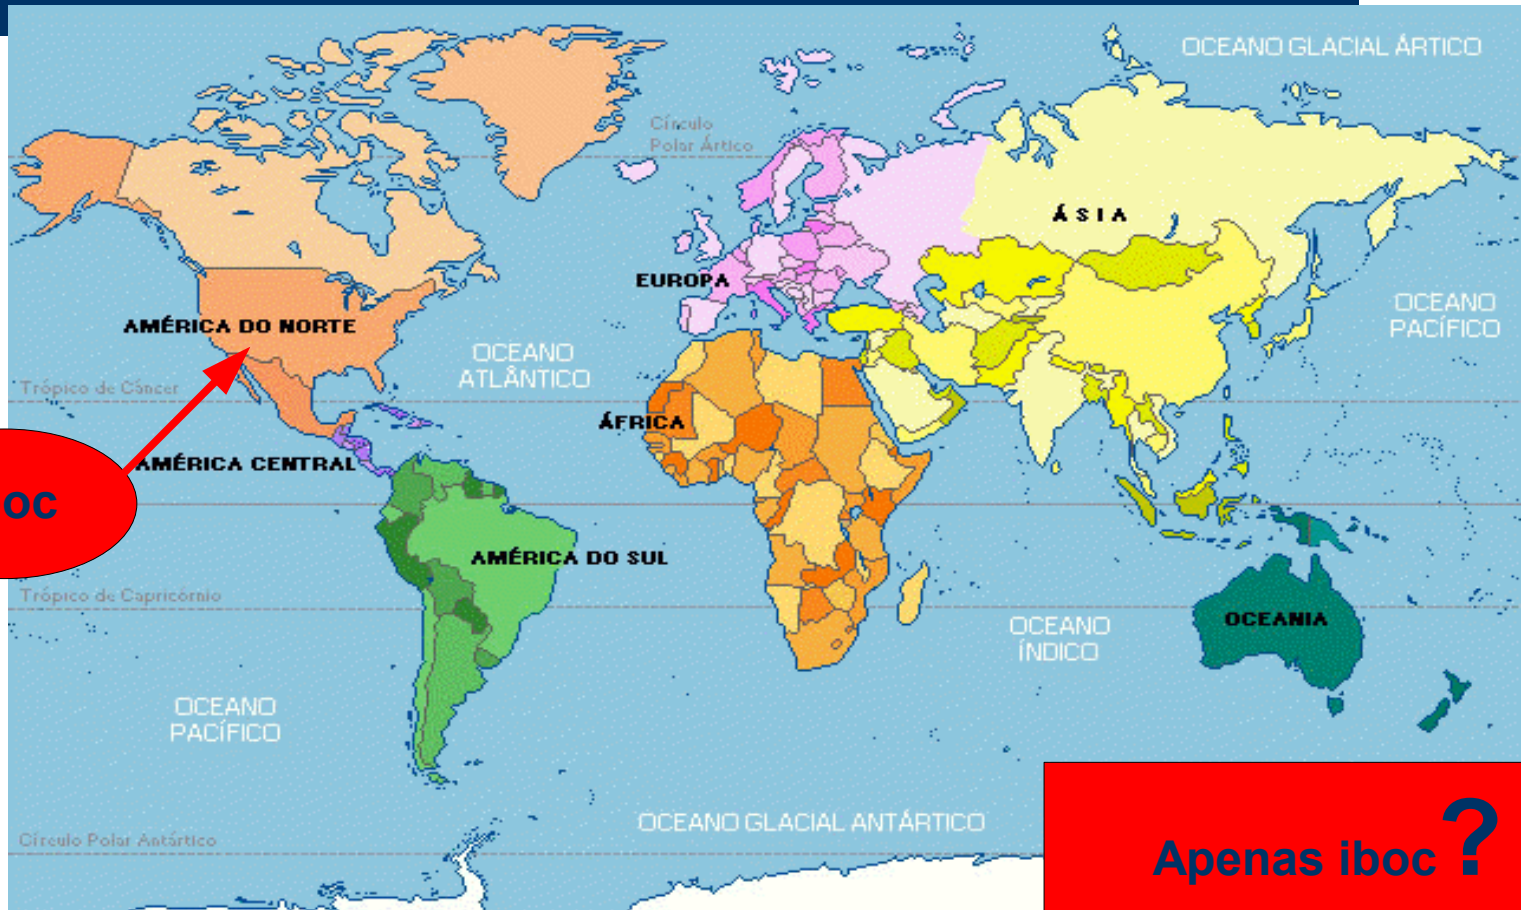 OCEANO GLACIAL ÁRTICO
Círculo
Polar Ártico
ÁSIA
EUROPA
OCEANO
PACÍFICO
AMÉRICA DO NORTE
OCEANO
ATLÂNTICO
Trópico de Câncer
ÁFRICA
AMÉRICA CENTRAL
oc
AMÉRICA DO SUL
Trópico de Capricórnio
OCEANIA
OCEANO
ÍNDICO
OCEANO
PACÍFICO
OCEANO GLACIAL ANTÁRTICO
Círculo Polar Antártico
Apenas iboc ?